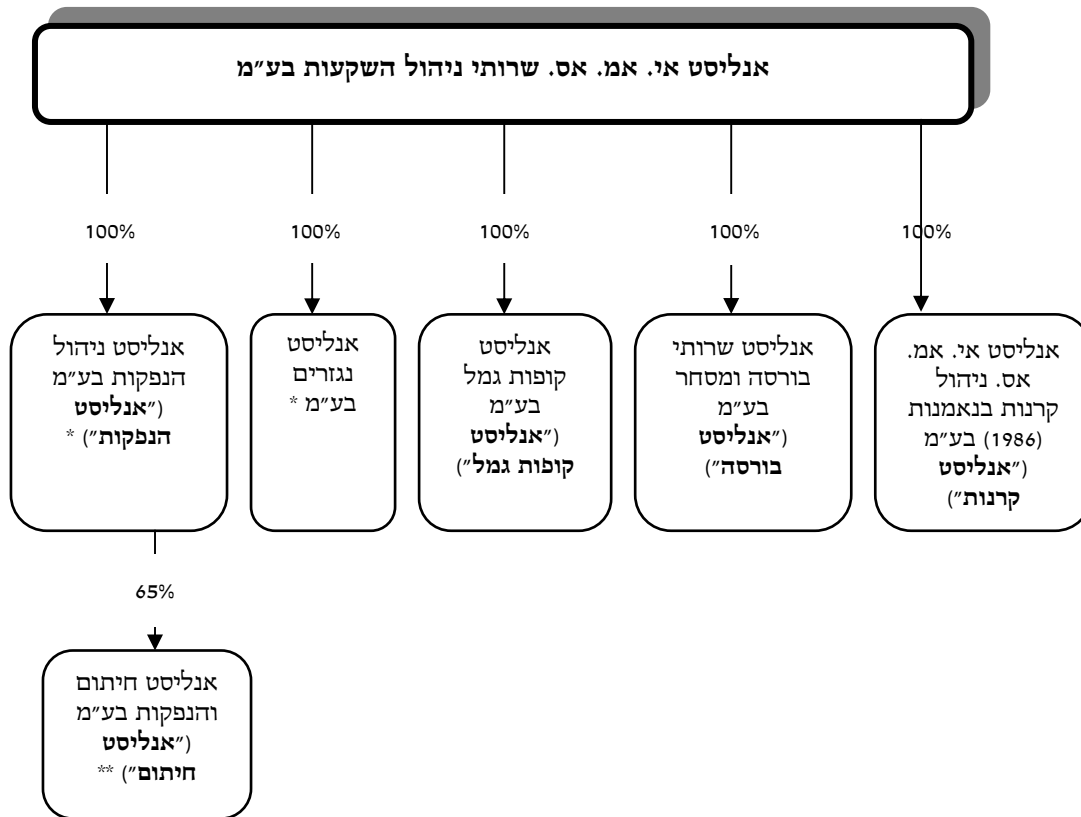 אנליסט אי. אמ. אס. שרותי ניהול השקעות בע״מ
100%
100%
100%
100%
100%
אנליסט אי. אמ.
אס. ניהול
קרנות בנאמנות
(1986) בע״מ
(״אנליסט
קרנות״)
אנליסט שרותי
בורסה ומסחר
בע״מ
(״אנליסט
בורסה״)
אנליסט
קופות גמל
בע״מ
(״אנליסט
קופות גמל״)
אנליסט
נגזרים
בע״מ *
אנליסט ניהול
הנפקות בע״מ
(״אנליסט
הנפקות״) *
65%
אנליסט חיתום
והנפקות בע״מ
(״אנליסט
חיתום״) **